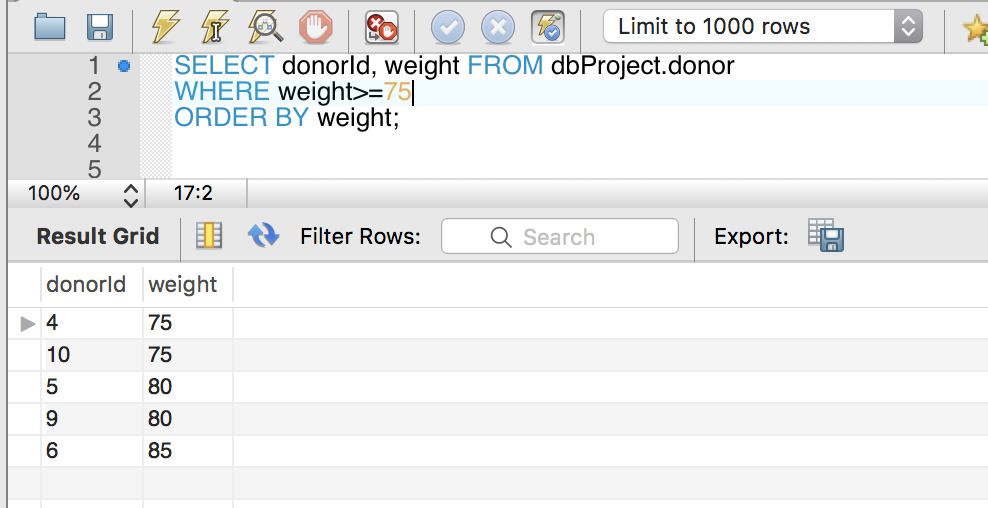 Limit to 1000 rows
1 SELECT donorId, weight FROM dbProject.donor
2 WHERE weight>=75
3 ORDER BY weight;
4
5
100% 17:2
Result Grid Filter Rows: Search Export:
donorId weight
4 75
10 75
5 80
9 80
6 85